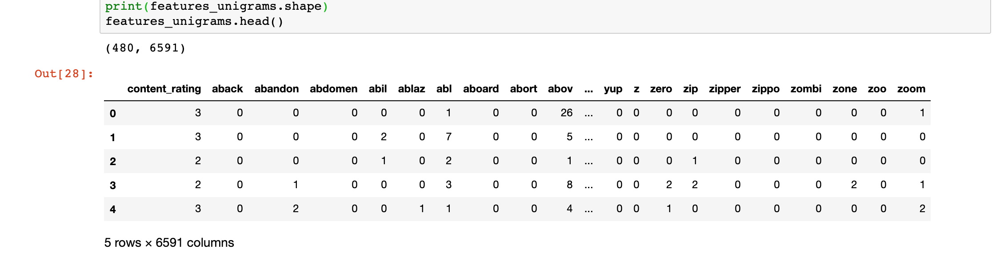 print(features_unigrams.shape)
features_unigrams.head()
(480, 6591)
Out[28]:
content_rating aback abandon abdomen abil ablaz abl aboard abort abov ... yup z zero zip zipper zippo zombi zone zoo zoom
0 3 0 0 0 0 0 1 0 0 26 ... 0 0 0 0 0 0 0 0 0 1
1 3 0 0 0 2 0 7 0 0 5 ... 0 0 0 0 0 0 0 0 0 0
2 2 0 0 0 1 0 2 0 0 1 ... 0 0 0 1 0 0 0 0 0 0
3 2 0 1 0 0 0 3 0 0 8 ... 0 0 2 2 0 0 0 2 0 1
4 3 0 2 0 0 1 1 0 0 4 ... 0 0 1 0 0 0 0 0 0 2
5 rows × 6591 columns